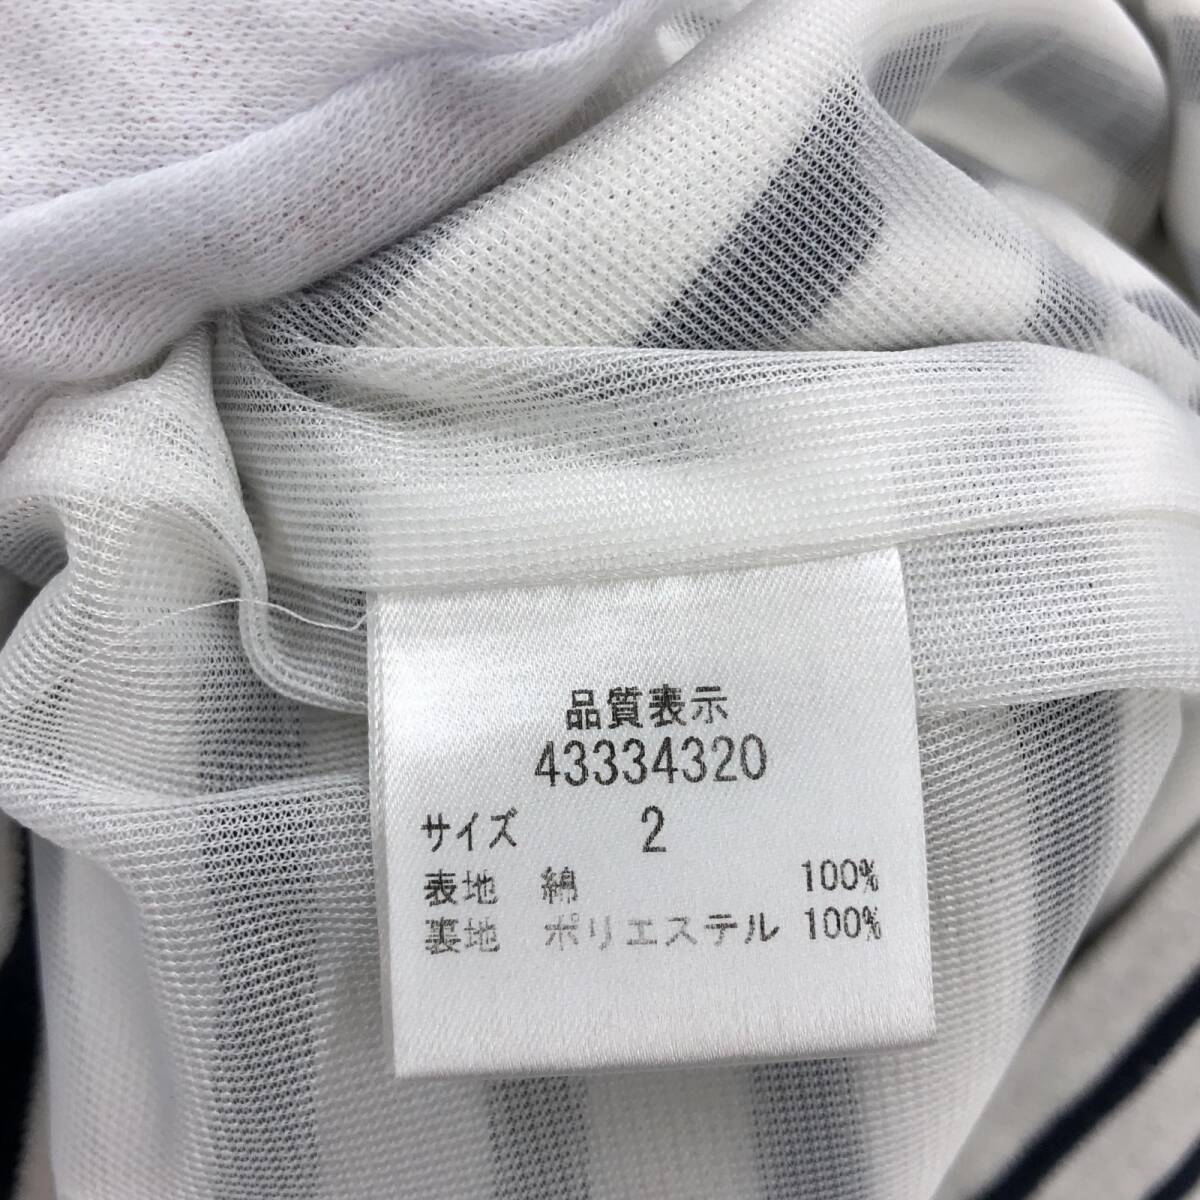 品質表示
43334320
サイズ 2
表地 綿 100%
裏地 ポリエステル 100%